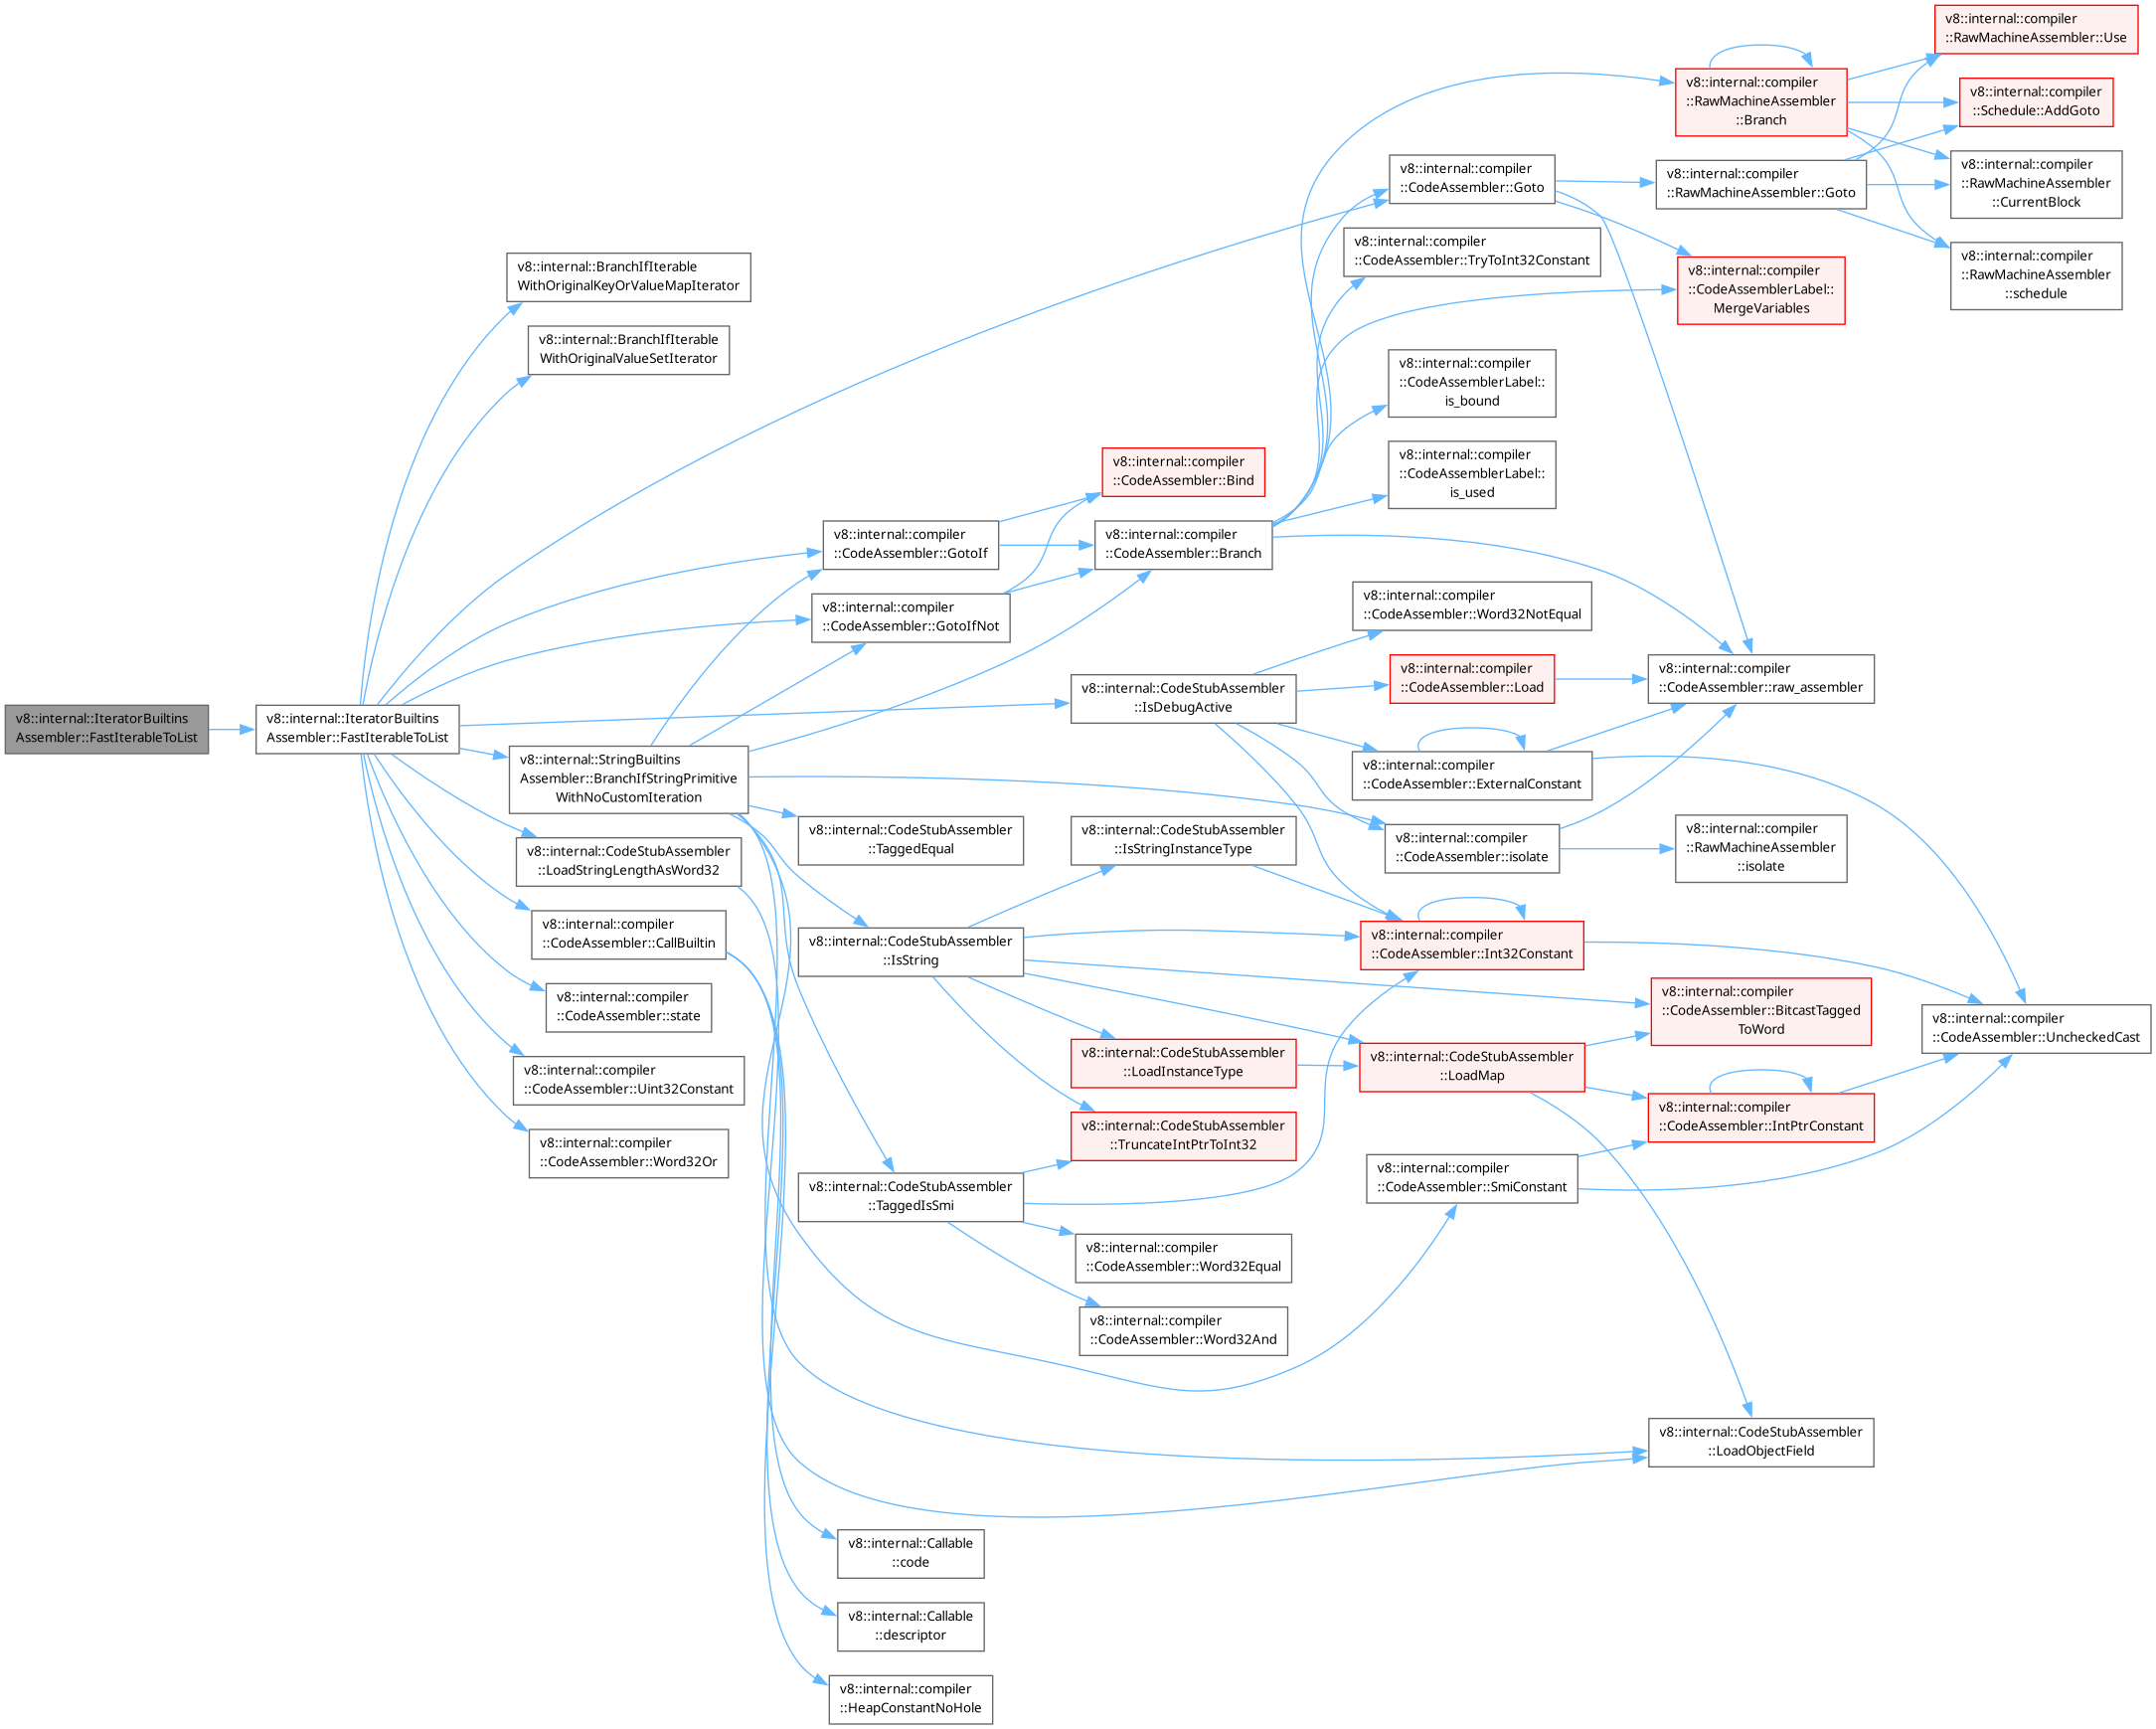 v8::internal::IteratorBuiltins
Assembler::FastIterableToList
v8::internal::IteratorBuiltins
Assembler::FastIterableToList
v8::internal::BranchIfIterable
WithOriginalKeyOrValueMapIterator
v8::internal::BranchIfIterable
WithOriginalValueSetIterator
v8::internal::StringBuiltins
Assembler::BranchIfStringPrimitive
WithNoCustomIteration
v8::internal::CodeStubAssembler
::LoadStringLengthAsWord32
v8::internal::compiler
::CodeAssembler::CallBuiltin
v8::internal::compiler
::CodeAssembler::state
v8::internal::compiler
::CodeAssembler::Uint32Constant
v8::internal::compiler
::CodeAssembler::Word32Or
v8::internal::compiler
::CodeAssembler::GotoIf
v8::internal::compiler
::CodeAssembler::GotoIfNot
v8::internal::CodeStubAssembler
::TaggedEqual
v8::internal::CodeStubAssembler
::IsString
v8::internal::CodeStubAssembler
::TaggedIsSmi
v8::internal::Callable
::code
v8::internal::Callable
::descriptor
v8::internal::compiler
::HeapConstantNoHole
v8::internal::compiler
::CodeAssembler::Bind
v8::internal::compiler
::CodeAssembler::Branch
v8::internal::CodeStubAssembler
::IsDebugActive
v8::internal::CodeStubAssembler
::IsStringInstanceType
v8::internal::CodeStubAssembler
::LoadInstanceType
v8::internal::CodeStubAssembler
::TruncateIntPtrToInt32
v8::internal::compiler
::CodeAssembler::Word32Equal
v8::internal::compiler
::CodeAssembler::Word32And
v8::internal::compiler
::CodeAssembler::Goto
v8::internal::compiler
::CodeAssembler::TryToInt32Constant
v8::internal::compiler
::CodeAssemblerLabel::
is_bound
v8::internal::compiler
::CodeAssemblerLabel::
is_used
v8::internal::compiler
::CodeAssembler::Word32NotEqual
v8::internal::compiler
::CodeAssembler::Load
v8::internal::compiler
::CodeAssembler::ExternalConstant
v8::internal::compiler
::CodeAssembler::isolate
v8::internal::compiler
::CodeAssembler::Int32Constant
v8::internal::CodeStubAssembler
::LoadMap
v8::internal::compiler
::CodeAssembler::SmiConstant
v8::internal::compiler
::RawMachineAssembler
::Branch
v8::internal::compiler
::RawMachineAssembler::Goto
v8::internal::compiler
::CodeAssemblerLabel::
MergeVariables
v8::internal::compiler
::CodeAssembler::raw_assembler
v8::internal::compiler
::RawMachineAssembler
::isolate
v8::internal::compiler
::CodeAssembler::BitcastTagged
ToWord
v8::internal::compiler
::CodeAssembler::IntPtrConstant
v8::internal::CodeStubAssembler
::LoadObjectField
v8::internal::compiler
::RawMachineAssembler::Use
v8::internal::compiler
::Schedule::AddGoto
v8::internal::compiler
::RawMachineAssembler
::CurrentBlock
v8::internal::compiler
::RawMachineAssembler
::schedule
v8::internal::compiler
::CodeAssembler::UncheckedCast